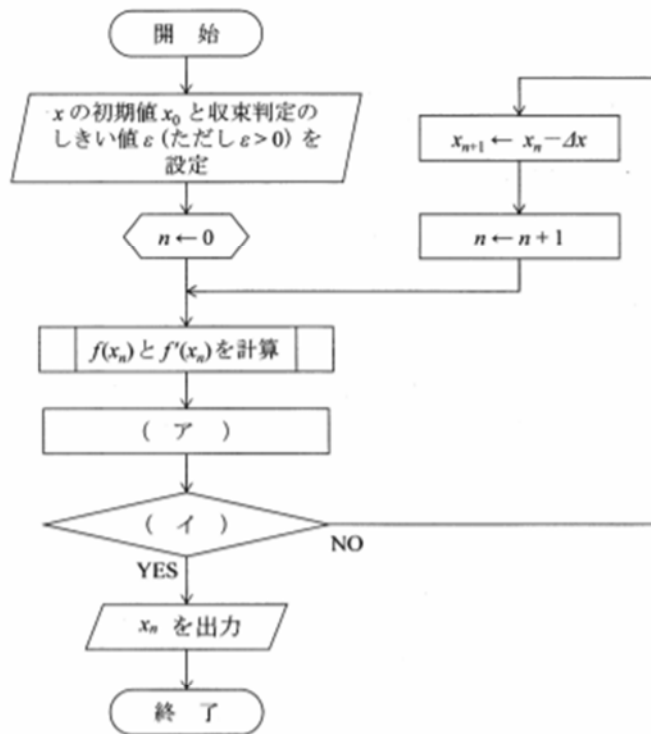 開 始
x の初期値 x₀ と収束判定の
しきい値 ε (ただし ε > 0) を
設定
n ← 0
xₙ₊₁ ← xₙ − Δx
n ← n + 1
f(xₙ) と f′(xₙ) を計算
( ア )
( イ )
NO
YES
xₙ を出力
終 了